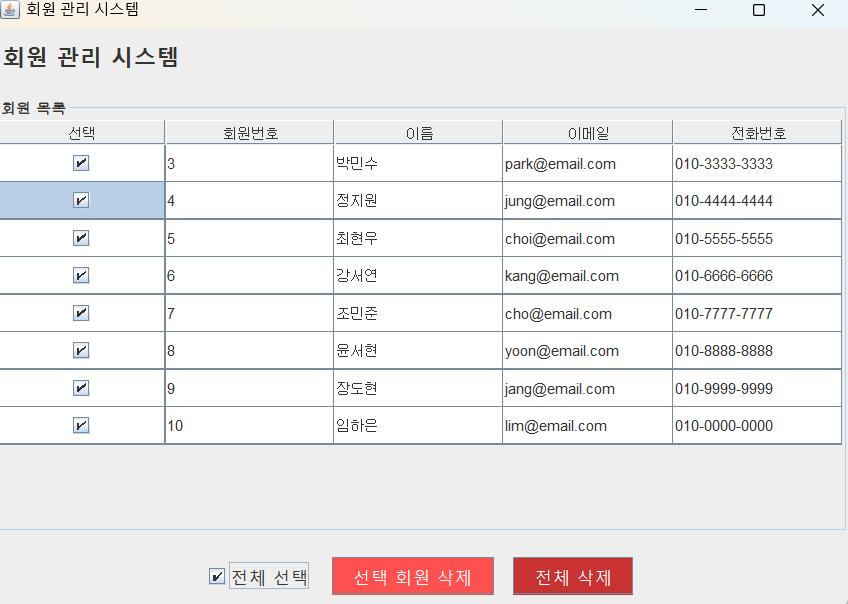 회원 관리 시스템
회원 관리 시스템
회원 목록
선택 회원번호 이름 이메일 전화번호
3 박민수 park@email.com 010-3333-3333
4 정지원 jung@email.com 010-4444-4444
5 최현우 choi@email.com 010-5555-5555
6 강서연 kang@email.com 010-6666-6666
7 조민준 cho@email.com 010-7777-7777
8 윤서현 yoon@email.com 010-8888-8888
9 장도현 jang@email.com 010-9999-9999
10 임하은 lim@email.com 010-0000-0000
전체 선택 선택 회원 삭제 전체 삭제